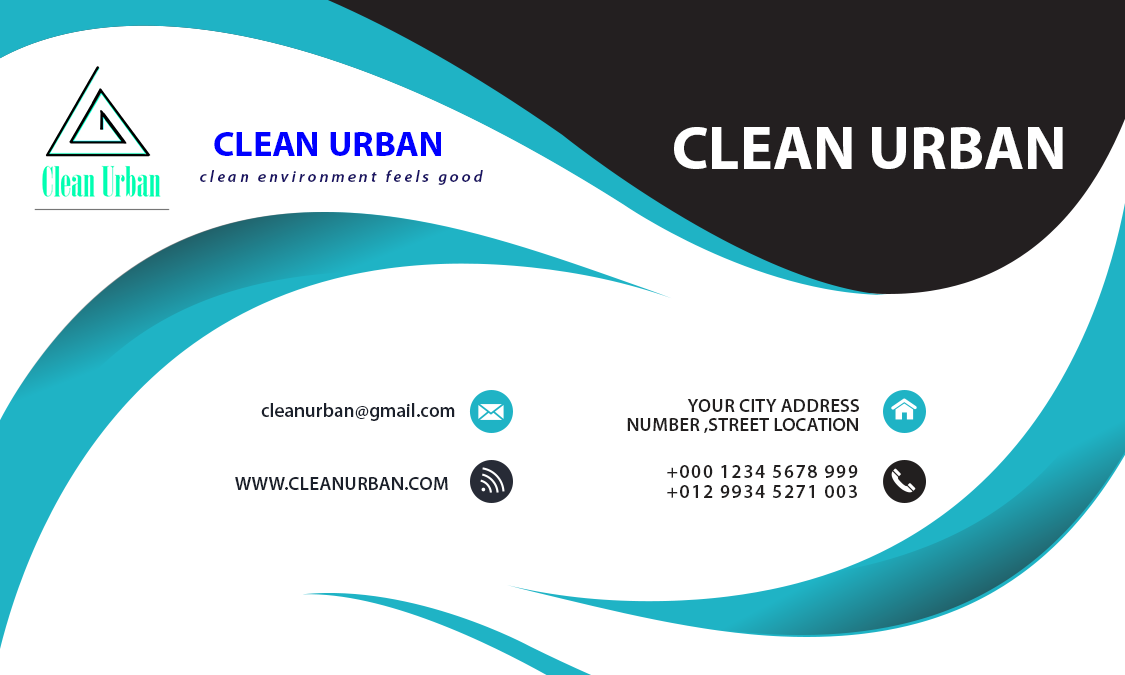 CLEAN URBAN
clean environment feels good
Clean Urban
CLEAN URBAN
cleanurban@gmail.com
WWW.CLEANURBAN.COM
YOUR CITY ADDRESS
NUMBER ,STREET LOCATION
+000 1234 5678 999
+012 9934 5271 003